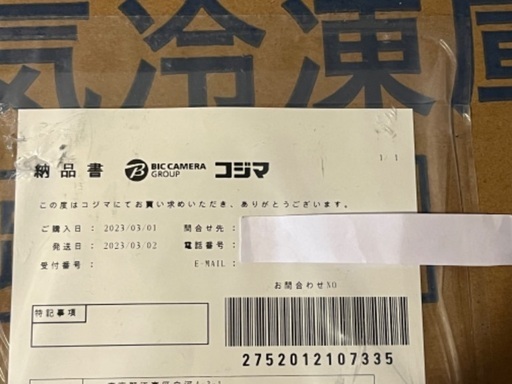 気冷凍庫
納品書 BIC CAMERA GROUP コジマ 1/1
この度はコジマにてお買い求めいただき、ありがとうございます。
ご購入日： 2023/03/01 問合せ先：
発送日： 2023/03/02 電話番号：
受付番号： E-MAIL：
お問合わせNO
特記事項
2752012107335